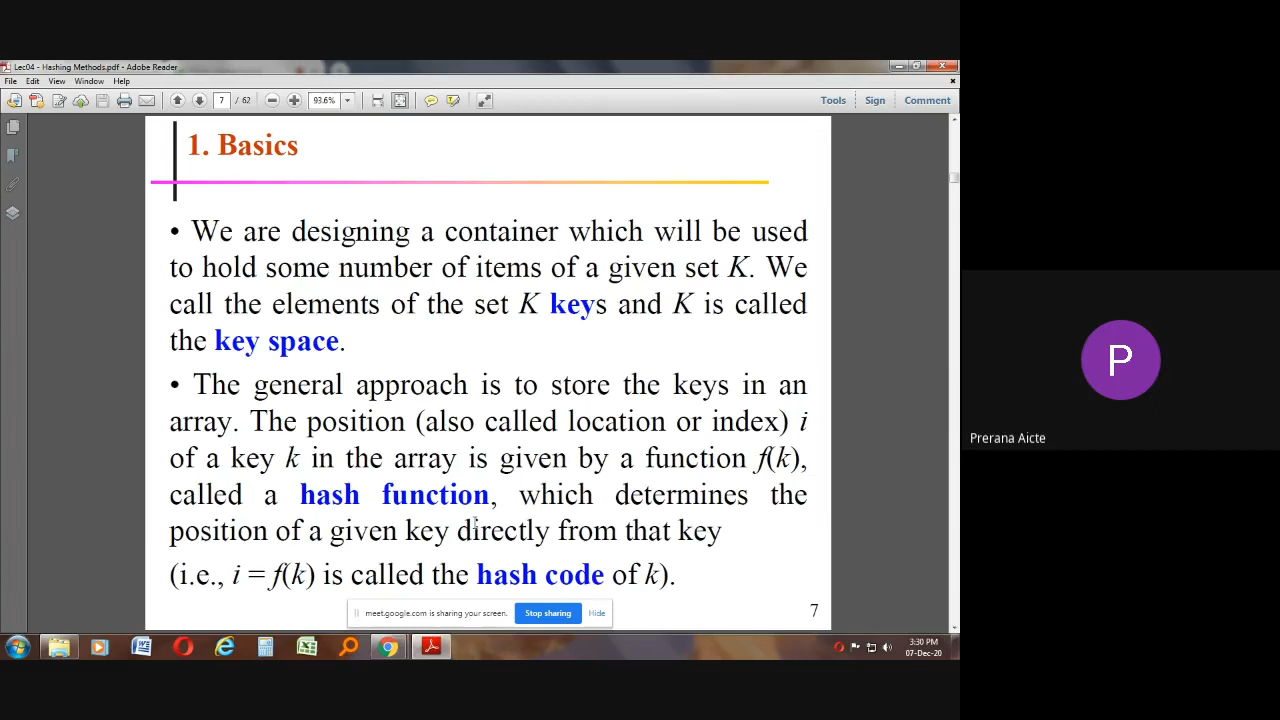 Lec04 - Hashing Methods.pdf - Adobe Reader
File Edit View Window Help
7 / 62 93.6% Tools Sign Comment
1. Basics
• We are designing a container which will be used
to hold some number of items of a given set K. We
call the elements of the set K keys and K is called
the key space.
• The general approach is to store the keys in an
array. The position (also called location or index) i
of a key k in the array is given by a function f(k),
called a hash function, which determines the
position of a given key directly from that key
(i.e., i = f(k) is called the hash code of k).
7
meet.google.com is sharing your screen. Stop sharing Hide
3:30 PM
07-Dec-20
P
Prerana Aicte